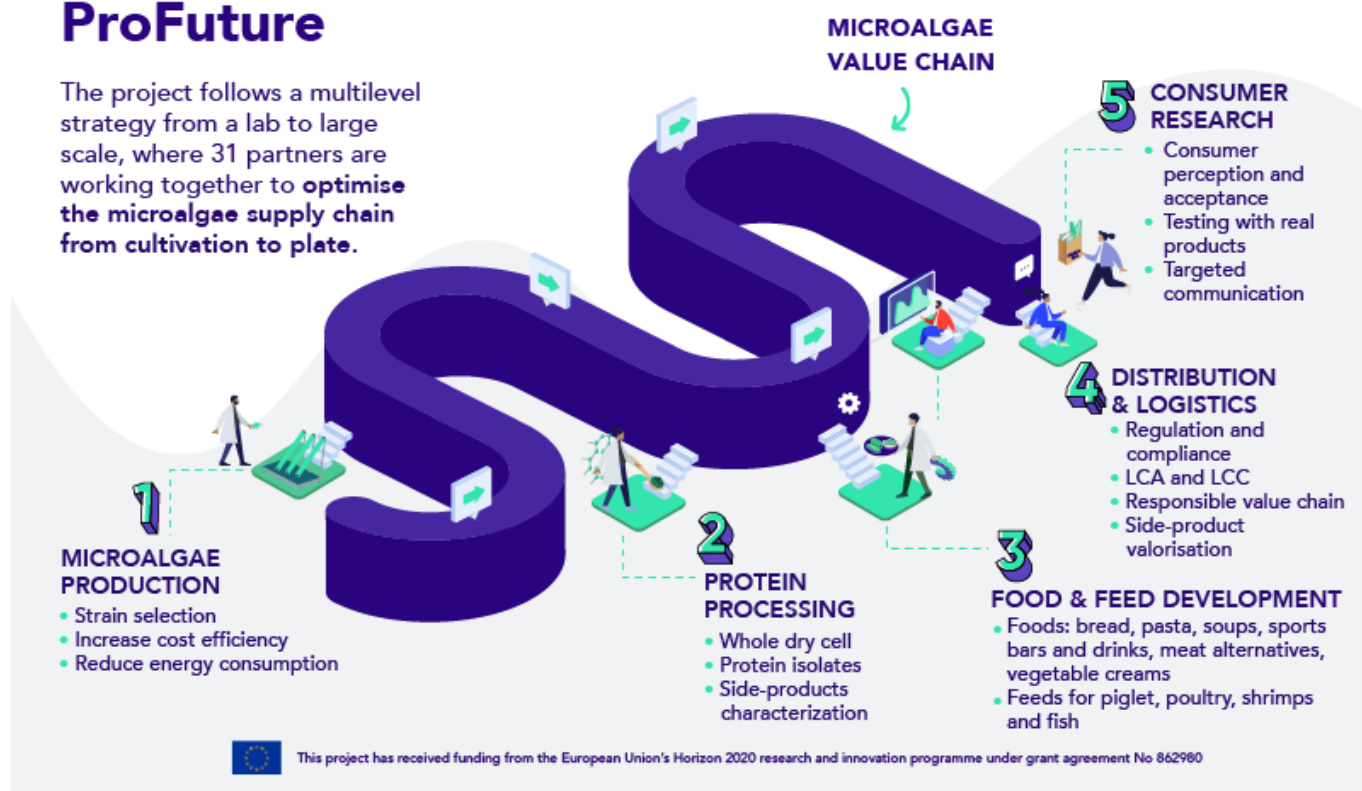 ProFuture
The project follows a multilevel
strategy from a lab to large
scale, where 31 partners are
working together to optimise
the microalgae supply chain
from cultivation to plate.
MICROALGAE
VALUE CHAIN
1
MICROALGAE
PRODUCTION
• Strain selection
• Increase cost efficiency
• Reduce energy consumption
2
PROTEIN
PROCESSING
• Whole dry cell
• Protein isolates
• Side-products
characterization
3
FOOD & FEED DEVELOPMENT
• Foods: bread, pasta, soups, sports
bars and drinks, meat alternatives,
vegetable creams
• Feeds for piglet, poultry, shrimps
and fish
4
DISTRIBUTION
& LOGISTICS
• Regulation and
compliance
• LCA and LCC
• Responsible value chain
• Side-product
valorisation
5
CONSUMER
RESEARCH
• Consumer
perception and
acceptance
• Testing with real
products
• Targeted
communication
This project has received funding from the European Union's Horizon 2020 research and innovation programme under grant agreement No 862980